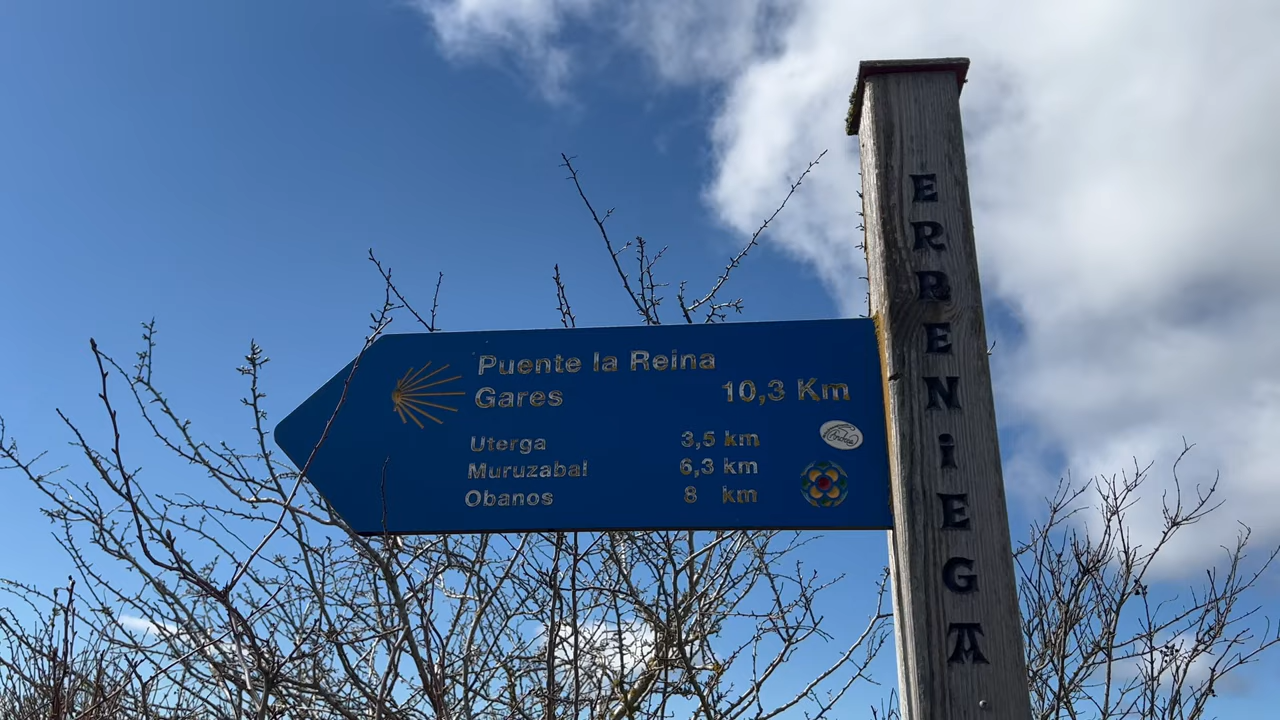 Puente la Reina
Gares 10,3 Km
Uterga 3,5 km
Muruzabal 6,3 km
Obanos 8 km
ERRENiEGA